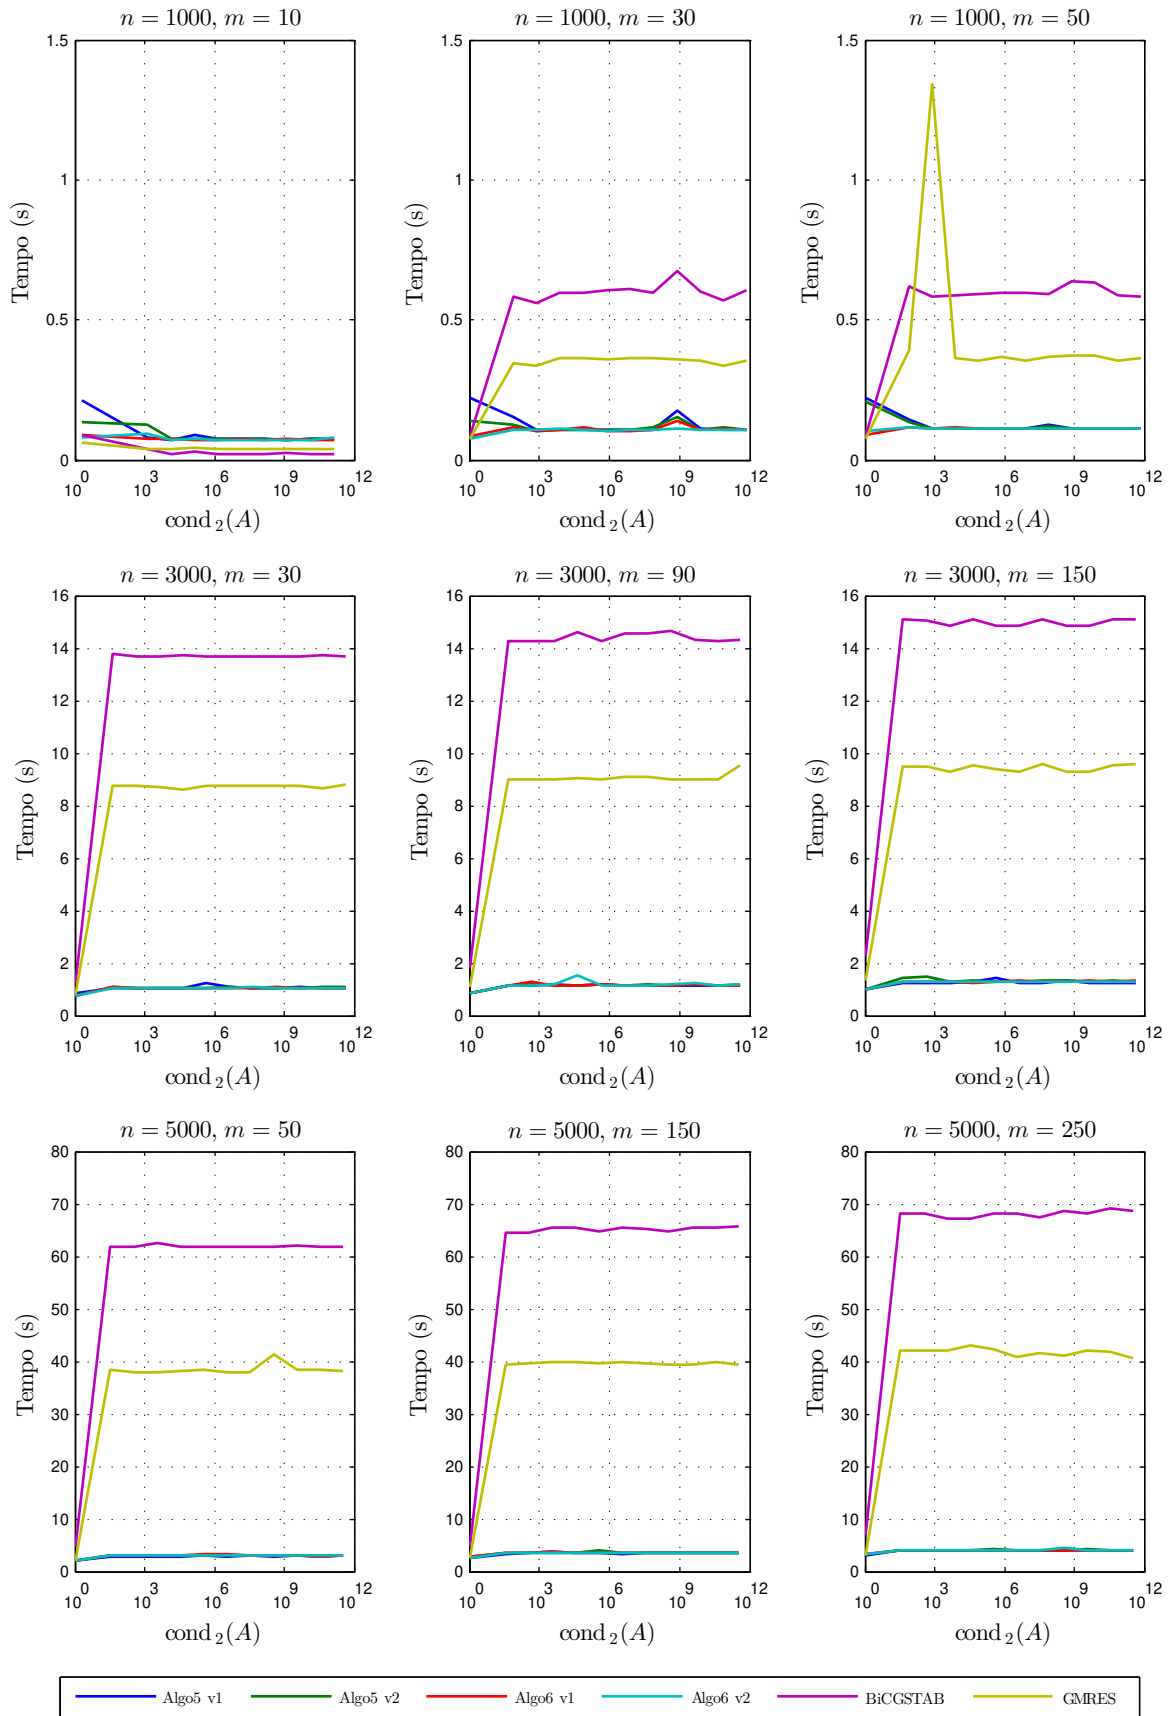 n = 1000, m = 10
n = 1000, m = 30
n = 1000, m = 50
1.5
1
0.5
0
Tempo (s)
10^0 10^3 10^6 10^9 10^12
cond_2(A)
1.5
1
0.5
0
Tempo (s)
10^0 10^3 10^6 10^9 10^12
cond_2(A)
1.5
1
0.5
0
Tempo (s)
10^0 10^3 10^6 10^9 10^12
cond_2(A)
n = 3000, m = 30
n = 3000, m = 90
n = 3000, m = 150
16
14
12
10
8
6
4
2
0
Tempo (s)
10^0 10^3 10^6 10^9 10^12
cond_2(A)
16
14
12
10
8
6
4
2
0
Tempo (s)
10^0 10^3 10^6 10^9 10^12
cond_2(A)
16
14
12
10
8
6
4
2
0
Tempo (s)
10^0 10^3 10^6 10^9 10^12
cond_2(A)
n = 5000, m = 50
n = 5000, m = 150
n = 5000, m = 250
80
70
60
50
40
30
20
10
0
Tempo (s)
10^0 10^3 10^6 10^9 10^12
cond_2(A)
80
70
60
50
40
30
20
10
0
Tempo (s)
10^0 10^3 10^6 10^9 10^12
cond_2(A)
80
70
60
50
40
30
20
10
0
Tempo (s)
10^0 10^3 10^6 10^9 10^12
cond_2(A)
Algo5 v1 Algo5 v2 Algo6 v1 Algo6 v2 BiCGSTAB GMRES